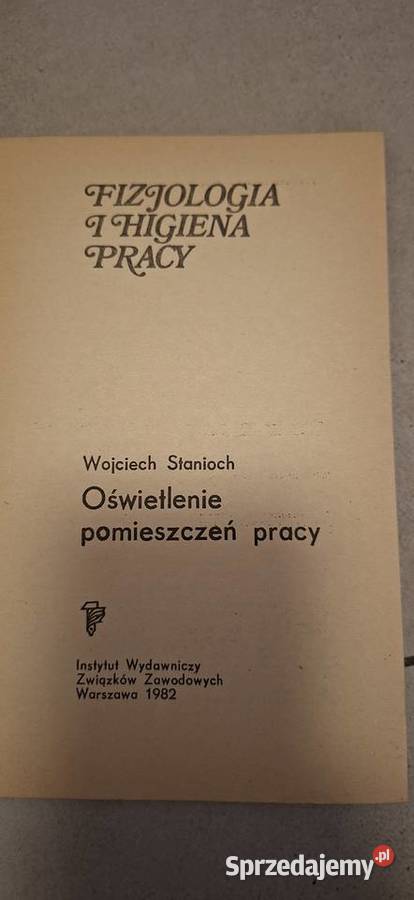 FIZJOLOGIA
I HIGIENA
PRACY
Wojciech Stanioch
Oświetlenie
pomieszczeń pracy
Instytut Wydawniczy
Związków Zawodowych
Warszawa 1982
Sprzedajemy.pl